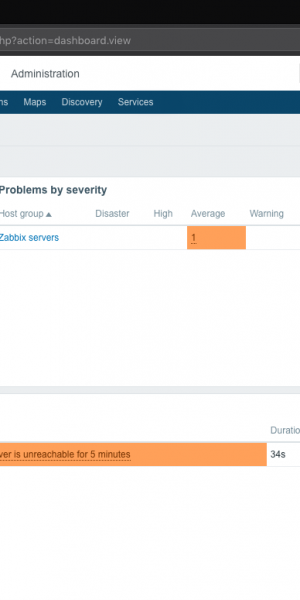 hp?action=dashboard.view
Administration
ns Maps Discovery Services
Problems by severity
Host group ▲ Disaster High Average Warning
Zabbix servers 1
Duratio
ver is unreachable for 5 minutes 34s